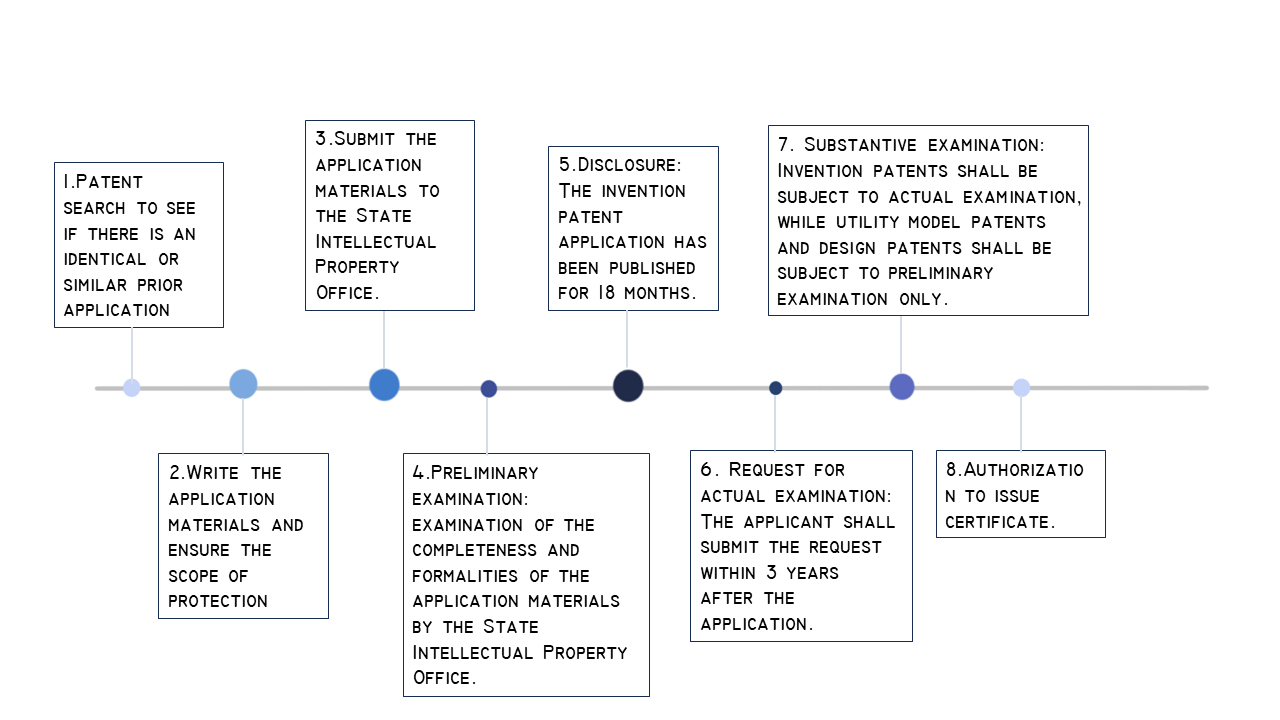 1.Patent
search to see
if there is an
identical or
similar prior
application
2.Write the
application
materials and
ensure the
scope of
protection
3.Submit the
application
materials to
the State
Intellectual
Property
Office.
4.Preliminary
examination:
examination of the
completeness and
formalities of the
application materials
by the State
Intellectual Property
Office.
5.Disclosure:
The invention
patent
application has
been published
for 18 months.
6. Request for
actual examination:
The applicant shall
submit the request
within 3 years
after the
application.
7. Substantive examination:
Invention patents shall be
subject to actual examination,
while utility model patents
and design patents shall be
subject to preliminary
examination only.
8.Authorizatio
n to issue
certificate.